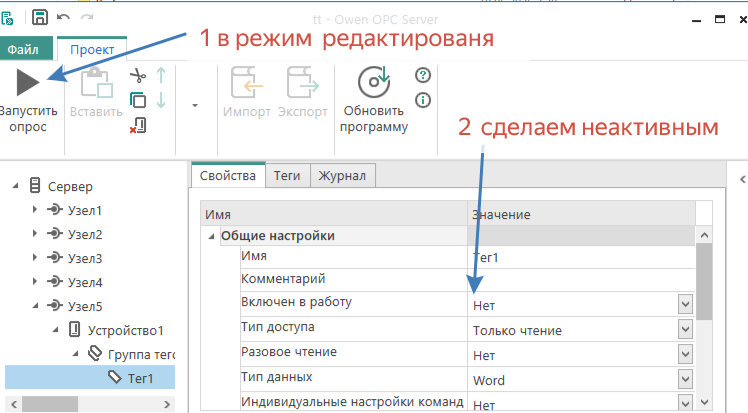 tt - Owen OPC Server
1 в режим редактированя
Файл
Проект
Запустить опрос
Вставить
Импорт
Экспорт
Обновить программу
2 сделаем неактивным
Сервер
Узел1
Узел2
Узел3
Узел4
Узел5
Устройство1
Группа тего
Тег1
Свойства
Теги
Журнал
Имя
Значение
Общие настройки
Имя
Тег1
Комментарий
Включен в работу
Нет
Тип доступа
Только чтение
Разовое чтение
Нет
Тип данных
Word
Индивидуальные настройки команд
Нет